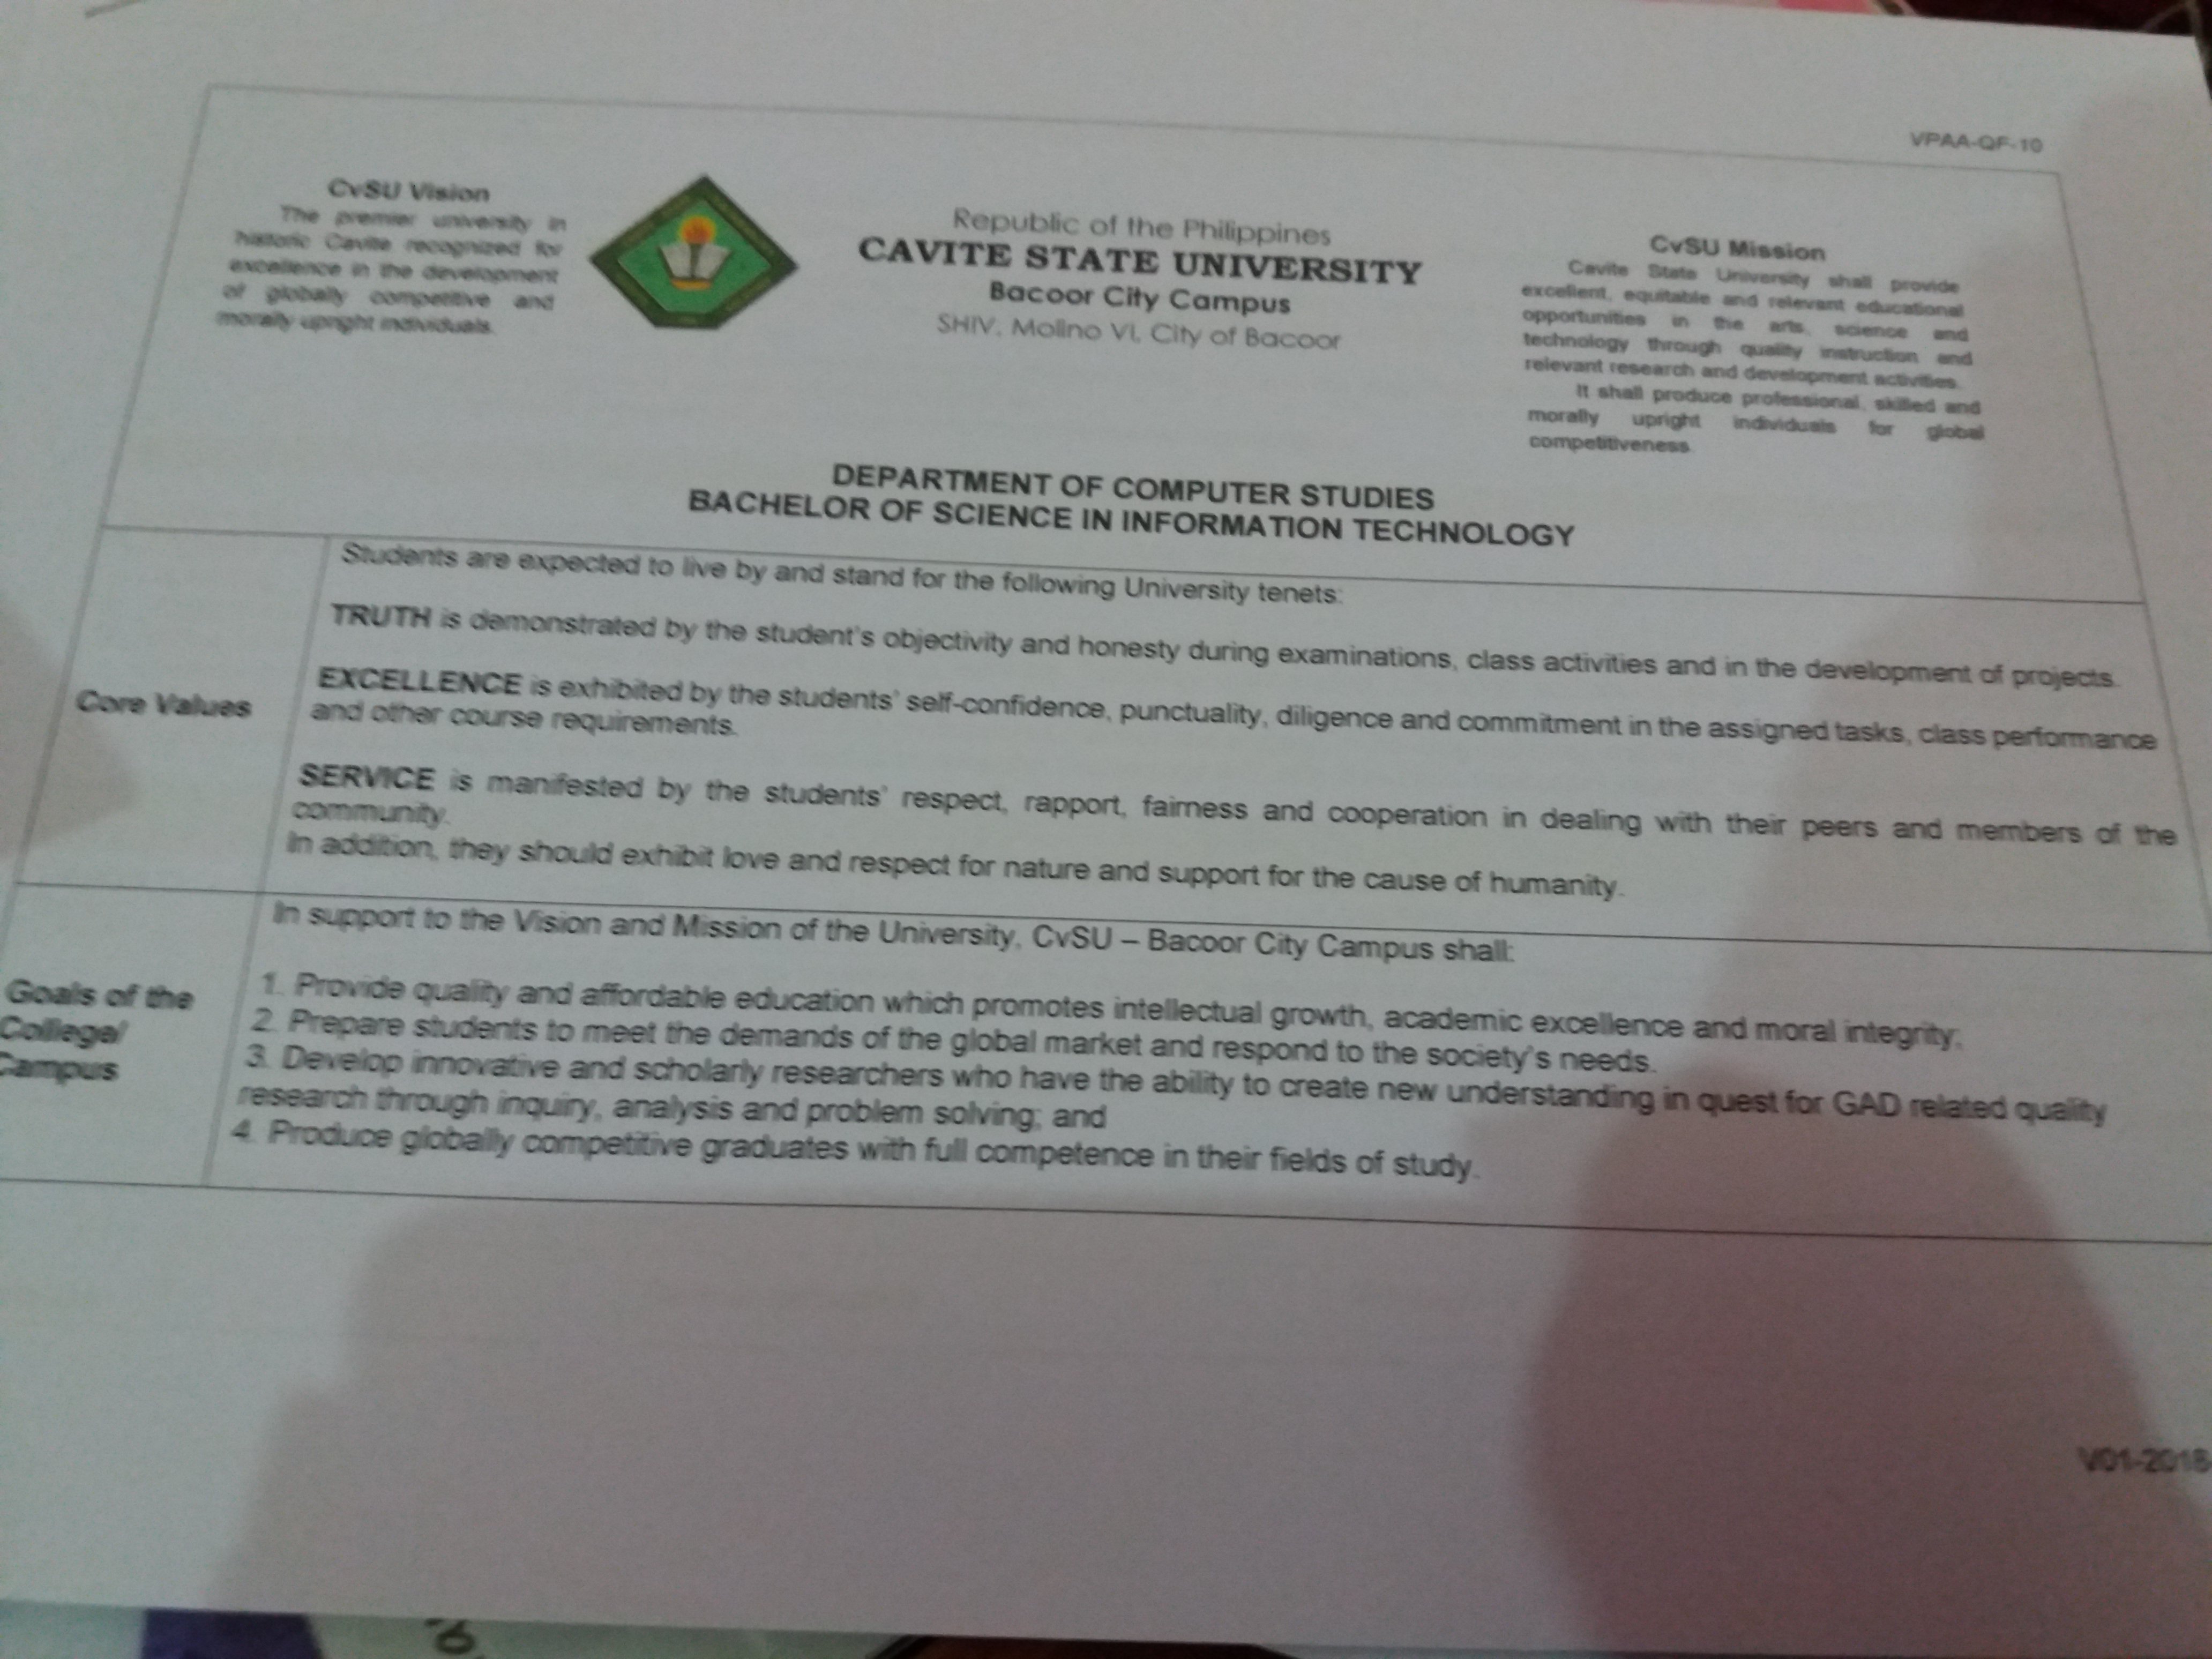 VPAA-QF-10
CvSU Vision
The premier university in
historic Cavite recognized for
excellence in the development
of globally competitive and
morally upright individuals.
Republic of the Philippines
CAVITE STATE UNIVERSITY
Bacoor City Campus
SHIV, Molino VI, City of Bacoor
CvSU Mission
Cavite State University shall provide
excellent, equitable and relevant educational
opportunities in the arts, science and
technology through quality instruction and
relevant research and development activities.
It shall produce professional, skilled and
morally upright individuals for global
competitiveness.
DEPARTMENT OF COMPUTER STUDIES
BACHELOR OF SCIENCE IN INFORMATION TECHNOLOGY
Core Values
Students are expected to live by and stand for the following University tenets:
TRUTH is demonstrated by the student's objectivity and honesty during examinations, class activities and in the development of projects.
EXCELLENCE is exhibited by the students' self-confidence, punctuality, diligence and commitment in the assigned tasks, class performance
and other course requirements.
SERVICE is manifested by the students' respect, rapport, fairness and cooperation in dealing with their peers and members of the
community.
In addition, they should exhibit love and respect for nature and support for the cause of humanity.
Goals of the
College/
Campus
In support to the Vision and Mission of the University, CvSU – Bacoor City Campus shall:
1. Provide quality and affordable education which promotes intellectual growth, academic excellence and moral integrity;
2. Prepare students to meet the demands of the global market and respond to the society's needs.
3. Develop innovative and scholarly researchers who have the ability to create new understanding in quest for GAD related quality
research through inquiry, analysis and problem solving; and
4. Produce globally competitive graduates with full competence in their fields of study.
V01-2018-